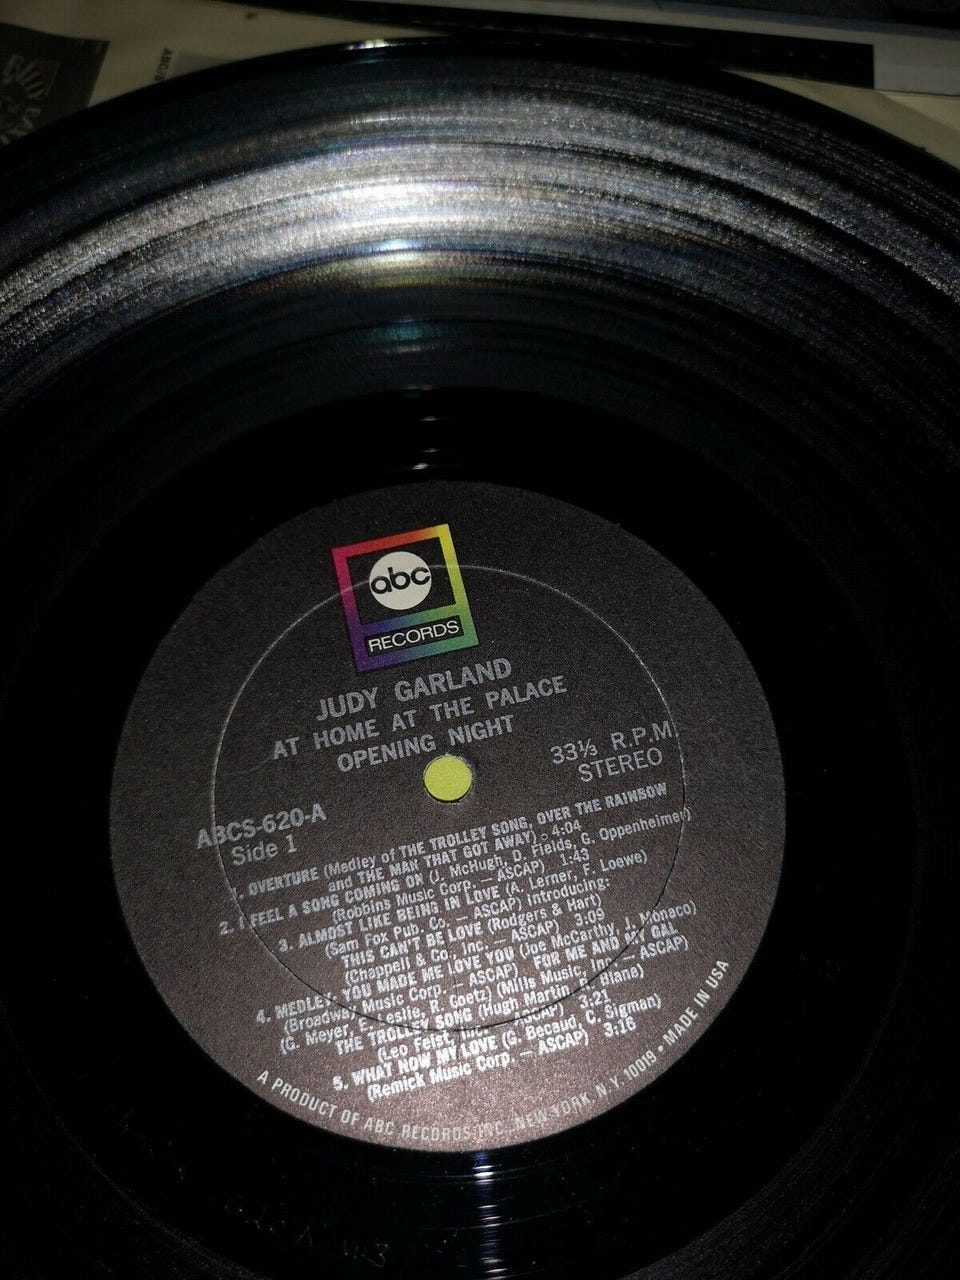 abc
RECORDS
JUDY GARLAND
AT HOME AT THE PALACE
OPENING NIGHT
33⅓ R.P.M.
STEREO
ABCS-620-A
Side 1
1. OVERTURE (Medley of THE TROLLEY SONG, OVER THE RAINBOW
and THE MAN THAT GOT AWAY) 4:04
2. I FEEL A SONG COMING ON (J. McHugh, D. Fields, G. Oppenheimer)
(Robbins Music Corp. — ASCAP) 1:43
3. ALMOST LIKE BEING IN LOVE (A. Lerner, F. Loewe)
(Sam Fox Pub. Co. — ASCAP) Introducing:
THIS CAN'T BE LOVE (Rodgers & Hart)
(Chappell & Co., Inc. — ASCAP) 3:09
4. MEDLEY: YOU MADE ME LOVE YOU (Joe McCarthy, J. Monaco)
(Broadway Music Corp. — ASCAP) FOR ME AND MY GAL
(G. Meyer, E. Leslie, R. Goetz) (Mills Music, Inc. — ASCAP)
THE TROLLEY SONG (Hugh Martin, R. Blane)
(Leo Feist, Inc. — ASCAP) 3:21
5. WHAT NOW MY LOVE (G. Becaud, C. Sigman)
(Remick Music Corp. — ASCAP) 3:16
A PRODUCT OF ABC RECORDS INC. NEW YORK, N.Y. 10019 • MADE IN USA